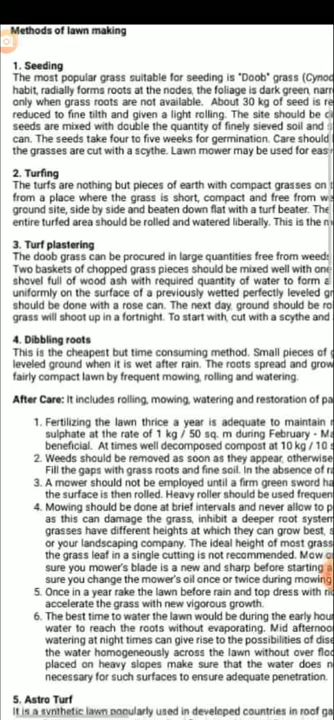 Methods of lawn making
1. Seeding
The most popular grass suitable for seeding is "Doob" grass (Cynod
habit, radially forms roots at the nodes, the foliage is dark green, narr
only when grass roots are not available. About 30 kg of seed is re
reduced to fine tilth and given a light rolling. The site should be
seeds are mixed with double the quantity of finely sieved soil and
can. The seeds take four to five weeks for germination. Care should
the grasses are cut with a scythe. Lawn mower may be used for eas
2. Turfing
The turfs are nothing but pieces of earth with compact grasses on
from a place where the grass is short, compact and free from w
ground site, side by side and beaten down flat with a turf beater. The
entire turfed area should be rolled and watered liberally. This is the
3. Turf plastering
The doob grass can be procured in large quantities free from weed
Two baskets of chopped grass pieces should be mixed well with one
shovel full of wood ash with required quantity of water to form a
uniformly on the surface of a previously wetted perfectly leveled gr
should be done with a rose can. The next day, ground should be ro
grass will shoot up in a fortnight. To start with, cut with a scythe and
4. Dibbling roots
This is the cheapest but time consuming method. Small pieces of
leveled ground when it is wet after rain. The roots spread and grow
fairly compact lawn by frequent mowing, rolling and watering.
After Care: It includes rolling, mowing, watering and restoration of pa
1. Fertilizing the lawn thrice a year is adequate to maintain
sulphate at the rate of 1 kg / 50 sq. m during February - Ma
beneficial. At times well decomposed compost at 10 kg / 10
2. Weeds should be removed as soon as they appear, otherwise
Fill the gaps with grass roots and fine soil. In the absence of ra
3. A mower should not be employed until a firm green sword ha
the surface is then rolled. Heavy roller should be used frequen
4. Mowing should be done at brief intervals and never allow to p
as this can damage the grass, inhibit a deeper root system
grasses have different heights at which they can grow best,
or your landscaping company. The ideal height of most grass
the grass leaf in a single cutting is not recommended. Mow
sure you mower's blade is a new and sharp before starting a
sure you change the mower's oil once or twice during mowing
5. Once in a year rake the lawn before rain and top dress with
accelerate the grass with new vigorous growth.
6. The best time to water the lawn would be during the early hour
water to reach the roots without evaporating. Mid afternoo
watering at night times can give rise to the possibilities of dise
the water homogeneously across the lawn without over floo
placed on heavy slopes make sure that the water does n
necessary for such surfaces to ensure adequate penetration.
5. Astro Turf
It is a synthetic lawn popularly used in developed countries in roof ga